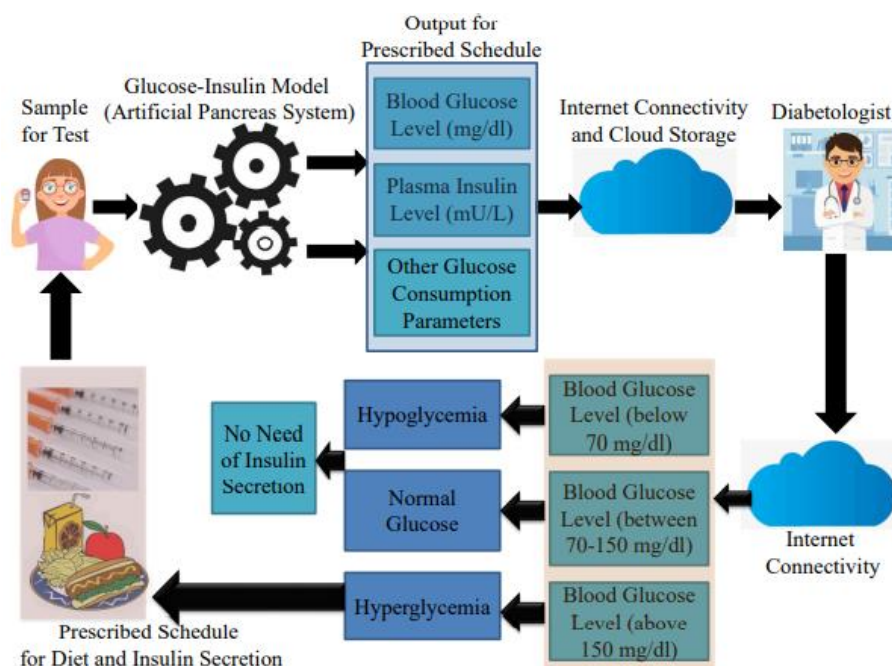 Output for
Prescribed Schedule
Glucose-Insulin Model
(Artificial Pancreas System)
Sample
for Test
Blood Glucose
Level (mg/dl)
Plasma Insulin
Level (mU/L)
Other Glucose
Consumption
Parameters
Internet Connectivity
and Cloud Storage
Diabetologist
Hypoglycemia
Blood Glucose
Level (below
70 mg/dl)
No Need
of Insulin
Secretion
Normal
Glucose
Blood Glucose
Level (between
70-150 mg/dl)
Internet
Connectivity
Hyperglycemia
Blood Glucose
Level (above
150 mg/dl)
Prescribed Schedule
for Diet and Insulin Secretion